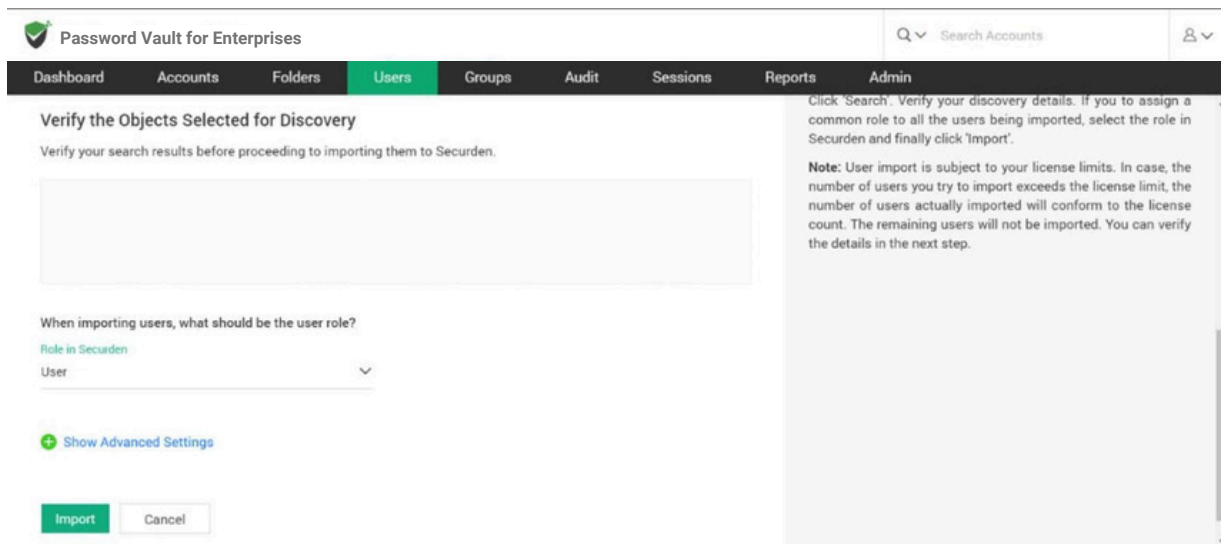 Password Vault for Enterprises
Search Accounts
Dashboard Accounts Folders Users Groups Audit Sessions Reports Admin
Verify the Objects Selected for Discovery
Verify your search results before proceeding to importing them to Securden.
When importing users, what should be the user role?
Role in Securden
User
Show Advanced Settings
Import Cancel
Click 'Search'. Verify your discovery details. If you to assign a
common role to all the users being imported, select the role in
Securden and finally click 'Import'.
Note: User import is subject to your license limits. In case, the
number of users you try to import exceeds the license limit, the
number of users actually imported will conform to the license
count. The remaining users will not be imported. You can verify
the details in the next step.